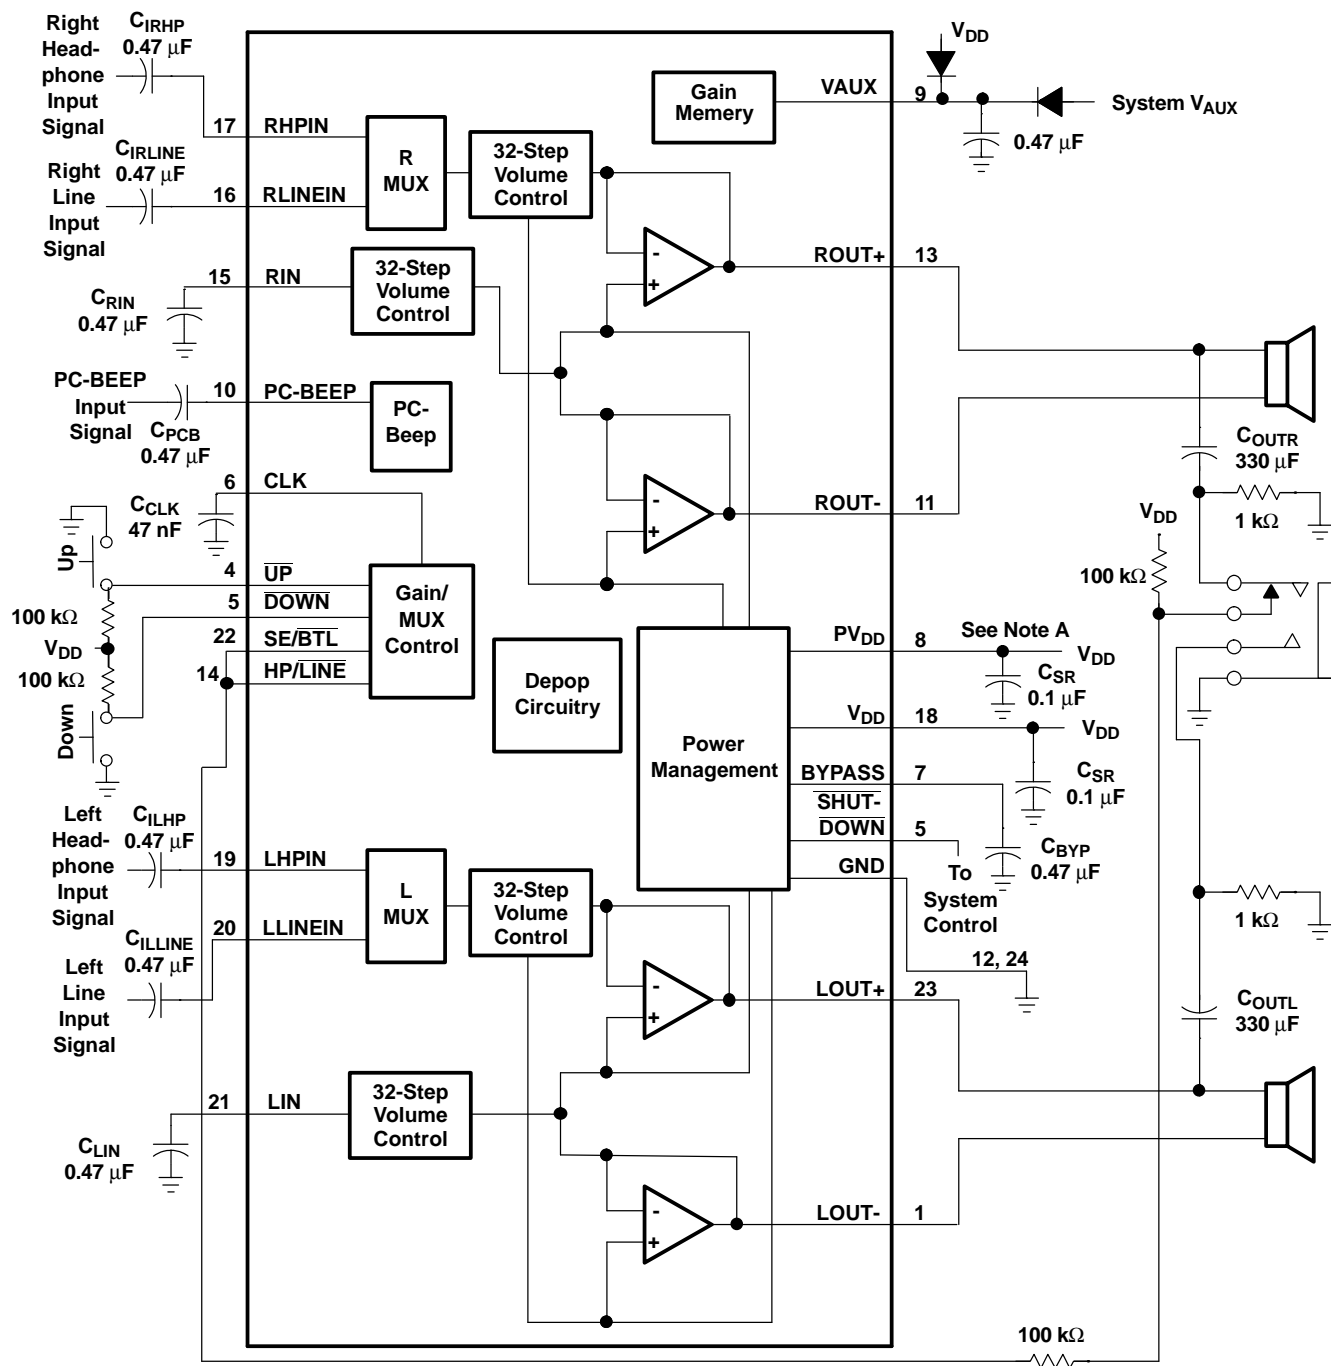 Right
Head-
phone
Input
Signal
CIRHP
0.47 μF
17
RHPIN
CIRLINE
0.47 μF
Right
Line
Input
Signal
16
RLINEIN
R
MUX
32-Step
Volume
Control
Gain
Memery
VAUX
9
VDD
System VAUX
0.47 μF
15
RIN
CRIN
0.47 μF
32-Step
Volume
Control
-
+
ROUT+
13
PC-BEEP
Input
Signal
10
PC-BEEP
CPCB
0.47 μF
PC-
Beep
COUTR
330 μF
1 kΩ
-
+
ROUT-
11
6
CLK
CCLK
47 nF
Up
4
UP
5
DOWN
22
SE/BTL
14
HP/LINE
100 kΩ
VDD
100 kΩ
Down
Gain/
MUX
Control
Depop
Circuitry
Power
Management
VDD
100 kΩ
PVDD
8
See Note A
VDD
CSR
0.1 μF
VDD
18
VDD
CSR
0.1 μF
BYPASS
7
SHUT-
DOWN
5
CBYP
0.47 μF
To
System
Control
GND
12, 24
Left
Head-
phone
Input
Signal
CILHP
0.47 μF
19
LHPIN
20
LLINEIN
CILLINE
0.47 μF
Left
Line
Input
Signal
L
MUX
32-Step
Volume
Control
-
+
LOUT+
23
1 kΩ
COUTL
330 μF
21
LIN
CLIN
0.47 μF
32-Step
Volume
Control
-
+
LOUT-
1
100 kΩ